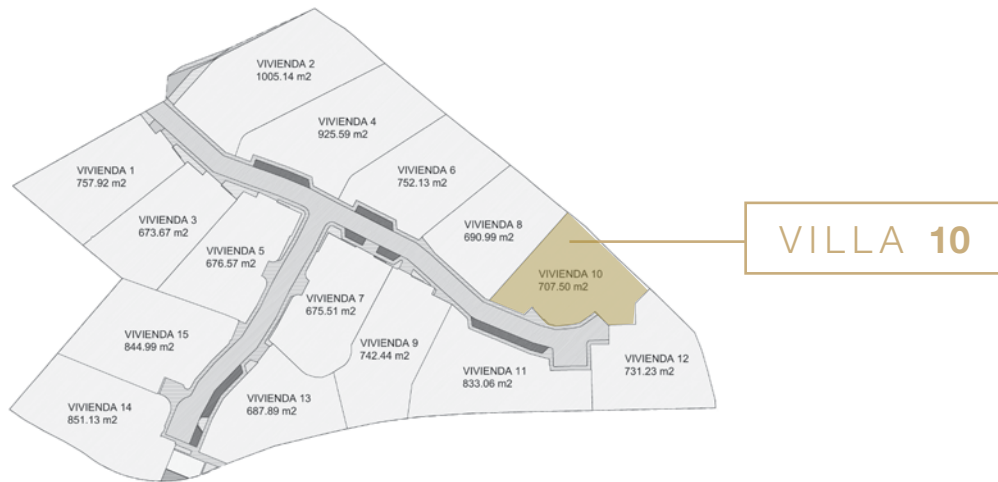 VIVIENDA 2
1005.14 m2
VIVIENDA 4
925.59 m2
VIVIENDA 6
752.13 m2
VIVIENDA 1
757.92 m2
VIVIENDA 3
673.67 m2
VIVIENDA 8
690.99 m2
VIVIENDA 5
676.57 m2
VILLA 10
VIVIENDA 10
707.50 m2
VIVIENDA 7
675.51 m2
VIVIENDA 15
844.99 m2
VIVIENDA 9
742.44 m2
VIVIENDA 12
731.23 m2
VIVIENDA 11
833.06 m2
VIVIENDA 13
687.89 m2
VIVIENDA 14
851.13 m2